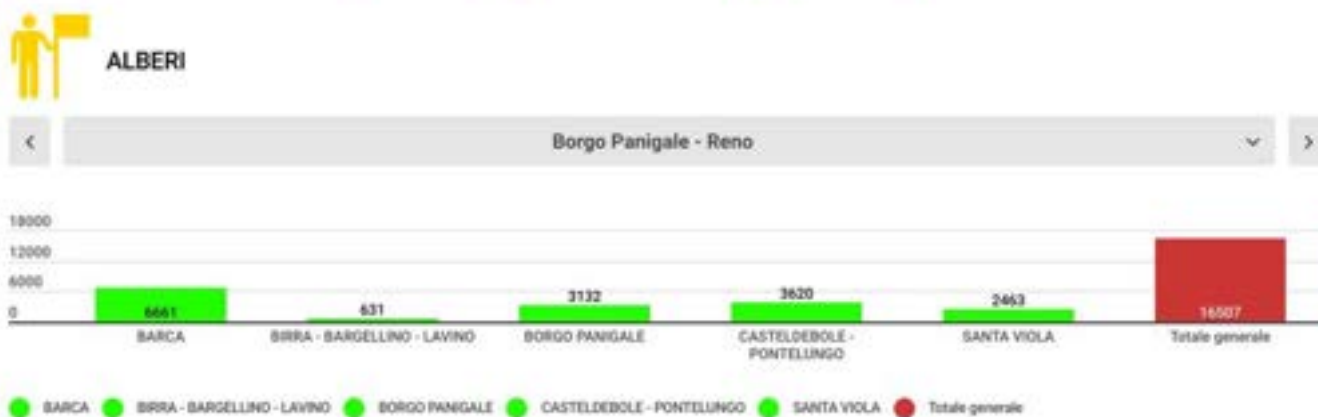 ALBERI
Borgo Panigale - Reno
18000
12000
6000
0
6661
631
3132
3620
2463
16507
BARCA
BIRRA - BARGELLINO - LAVINO
BORGO PANIGALE
CASTELDEBOLE -
PONTELUNGO
SANTA VIOLA
Totale generale
BARCA BIRRA - BARGELLINO - LAVINO BORGO PANIGALE CASTELDEBOLE - PONTELUNGO SANTA VIOLA Totale generale